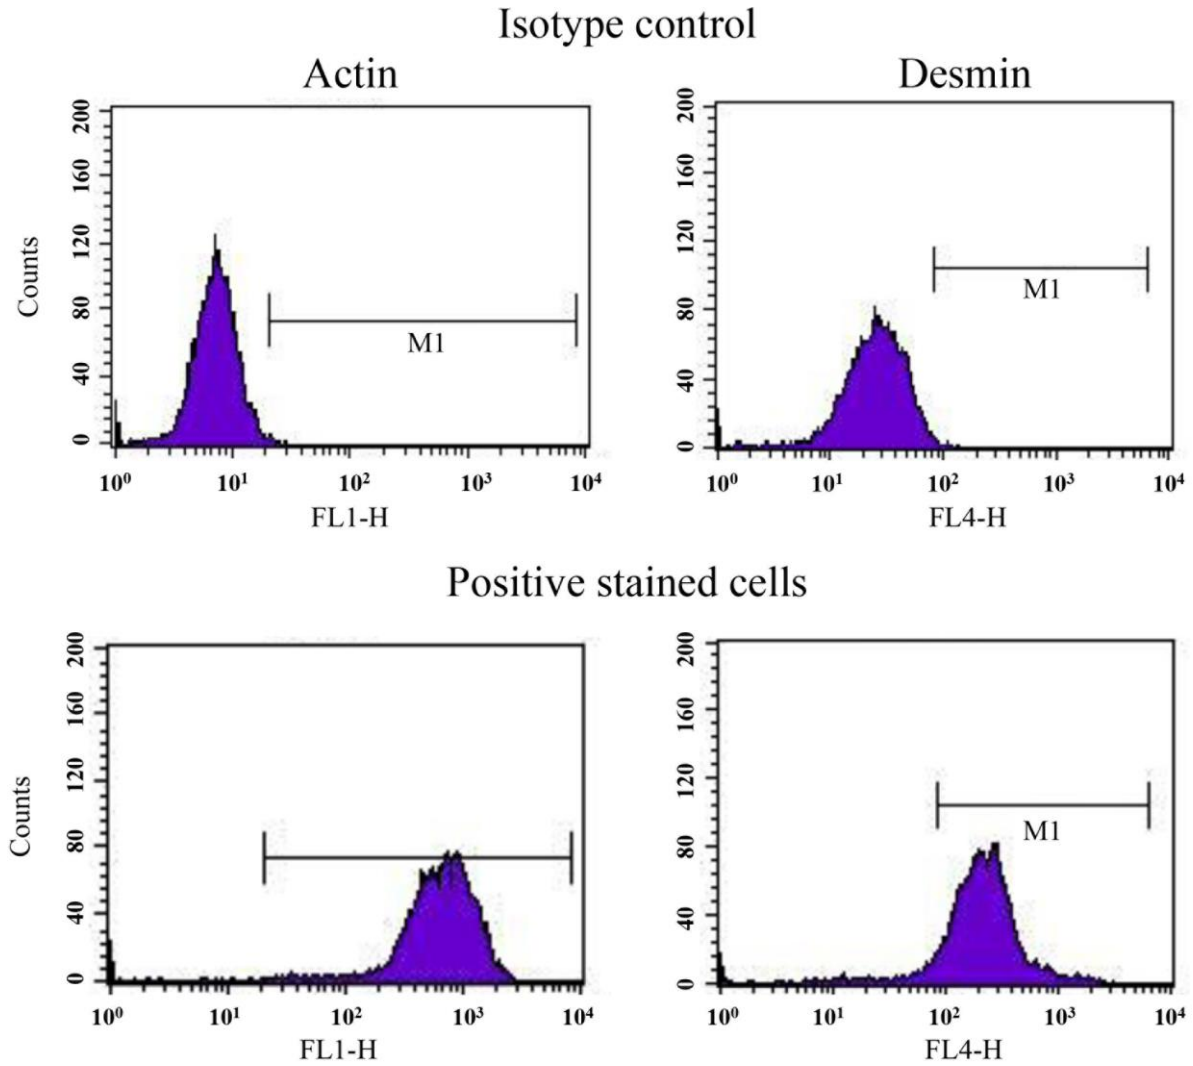 Isotype control
Actin
Desmin
Counts
200
160
120
80
40
0
M1
10⁰ 10¹ 10² 10³ 10⁴
FL1-H
200
160
120
80
40
0
M1
10⁰ 10¹ 10² 10³ 10⁴
FL4-H
Positive stained cells
Counts
200
160
120
80
40
0
10⁰ 10¹ 10² 10³ 10⁴
FL1-H
200
160
120
80
40
0
M1
10⁰ 10¹ 10² 10³ 10⁴
FL4-H